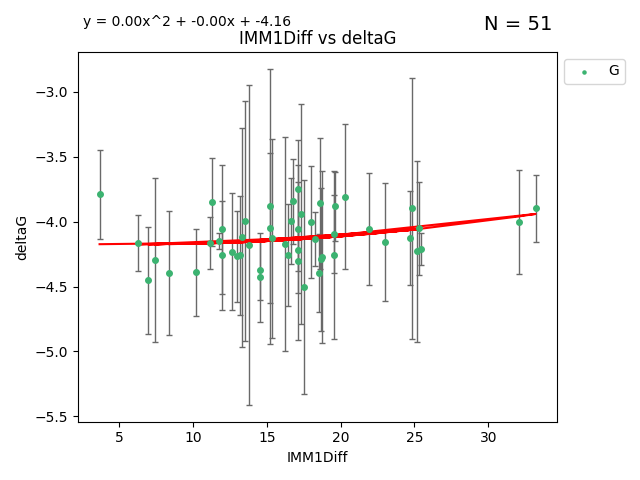 y = 0.00x^2 + -0.00x + -4.16
N = 51
IMM1Diff vs deltaG
G
deltaG
−3.0
−3.5
−4.0
−4.5
−5.0
−5.5
5 10 15 20 25 30
IMM1Diff